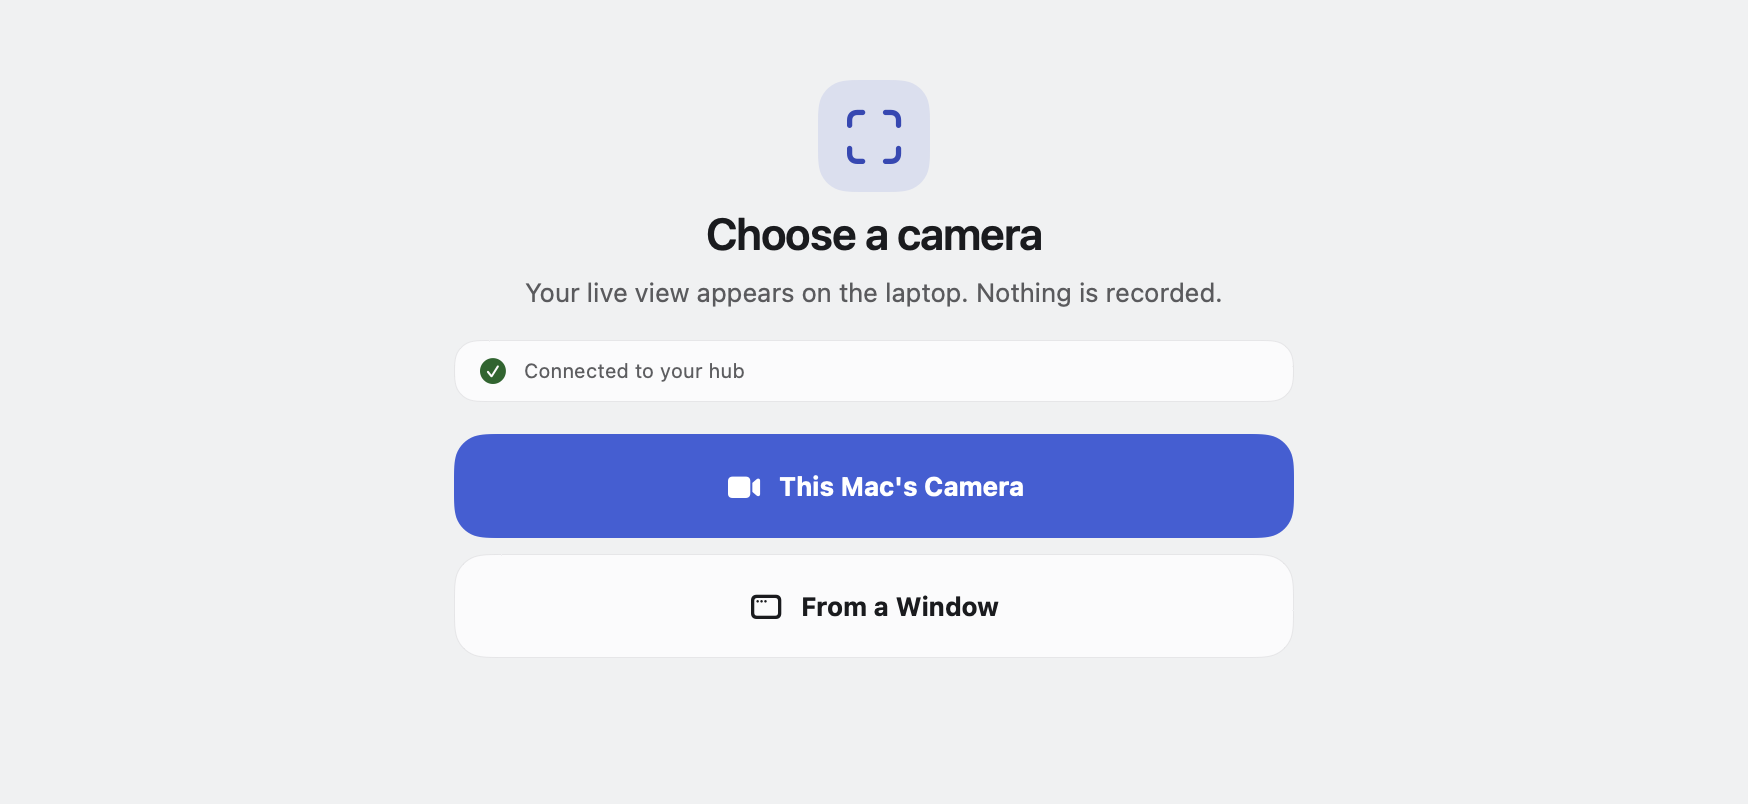 Choose a camera
Your live view appears on the laptop. Nothing is recorded.
Connected to your hub
This Mac's Camera
From a Window